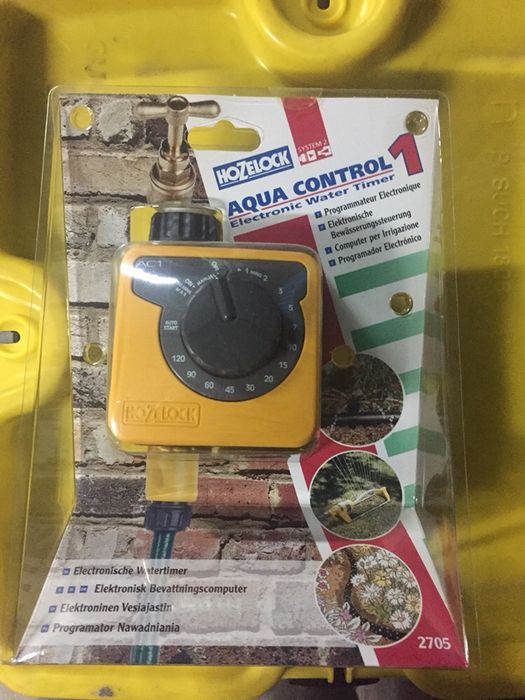 HOZELOCK
SYSTEM 2
AQUA CONTROL 1
Electronic Water Timer
Programmateur Electronique
Elektronische
Bewässerungssteuerung
Computer per Irrigazione
Programador Electrónico
AC1
MANUAL
ON
OFF
1 MINS 2
3
5
7
10
15
20
30
45
60
90
120
AUTO
START
HOZELOCK
Electronische Watertimer
Elektronisk Bevattningscomputer
Elektroninen Vesiajastin
Programator Nawadniania
2705